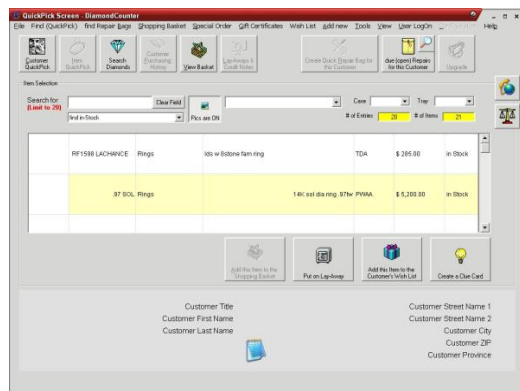 QuickPick Screen - DiamondCounter
File Find (QuickPick) find Repair Bags Shopping Basket Special Order Gift Certificates Wish List Add new Tools View User LogOn Help
Customer QuickPick
Item QuickPick
Search Diamonds
Customer Purchasing History
View Basket
Lay-Aways & Credit Notes
Create Quick Repair Bag for this Customer
due (open) Repairs for this Customer
Upgrade
Item Selection
Search for
(Limit to 20)
Clear Field
find in-Stock
Pics are ON
Case
Tray
# of Entries 20 # of Items 21
RF1598 LACHANCE Rings lds w 8stone fam ring TDA $ 285.00 in Stock
.97 SOL Rings 14K sol dia ring .97tw PWAA $ 5,200.00 in Stock
Add this Item to the Shopping Basket
Put on Lay-Away
Add this Item to the Customer's Wish List
Create a Clue Card
Customer Title
Customer First Name
Customer Last Name
Customer Street Name 1
Customer Street Name 2
Customer City
Customer ZIP
Customer Province